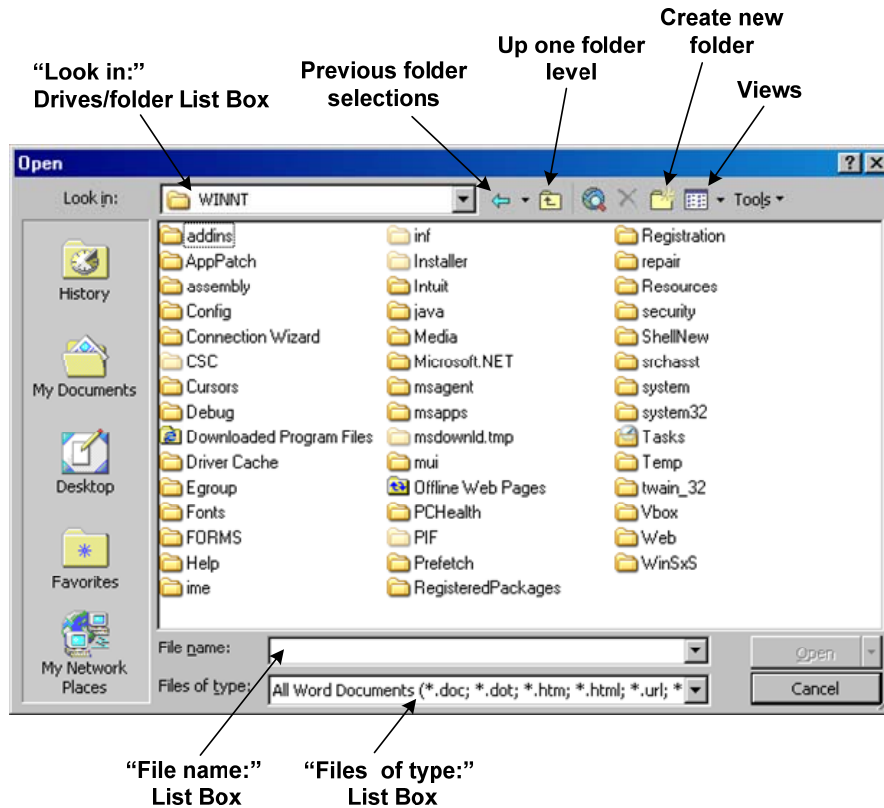 Create new
folder
Up one folder
level
“Look in:”
Drives/folder List Box
Previous folder
selections
Views
Open
Look in:
WINNT
Tools
History
My Documents
Desktop
Favorites
My Network
Places
addins
AppPatch
assembly
Config
Connection Wizard
CSC
Cursors
Debug
Downloaded Program Files
Driver Cache
Egroup
Fonts
FORMS
Help
ime
inf
Installer
Intuit
java
Media
Microsoft.NET
msagent
msapps
msdownld.tmp
mui
Offline Web Pages
PCHealth
PIF
Prefetch
RegisteredPackages
Registration
repair
Resources
security
ShellNew
srchasst
system
system32
Tasks
Temp
twain_32
Vbox
Web
WinSxS
File name:
Open
Files of type:
All Word Documents (*.doc; *.dot; *.htm; *.html; *.url; *
Cancel
“File name:”
List Box
“Files of type:”
List Box